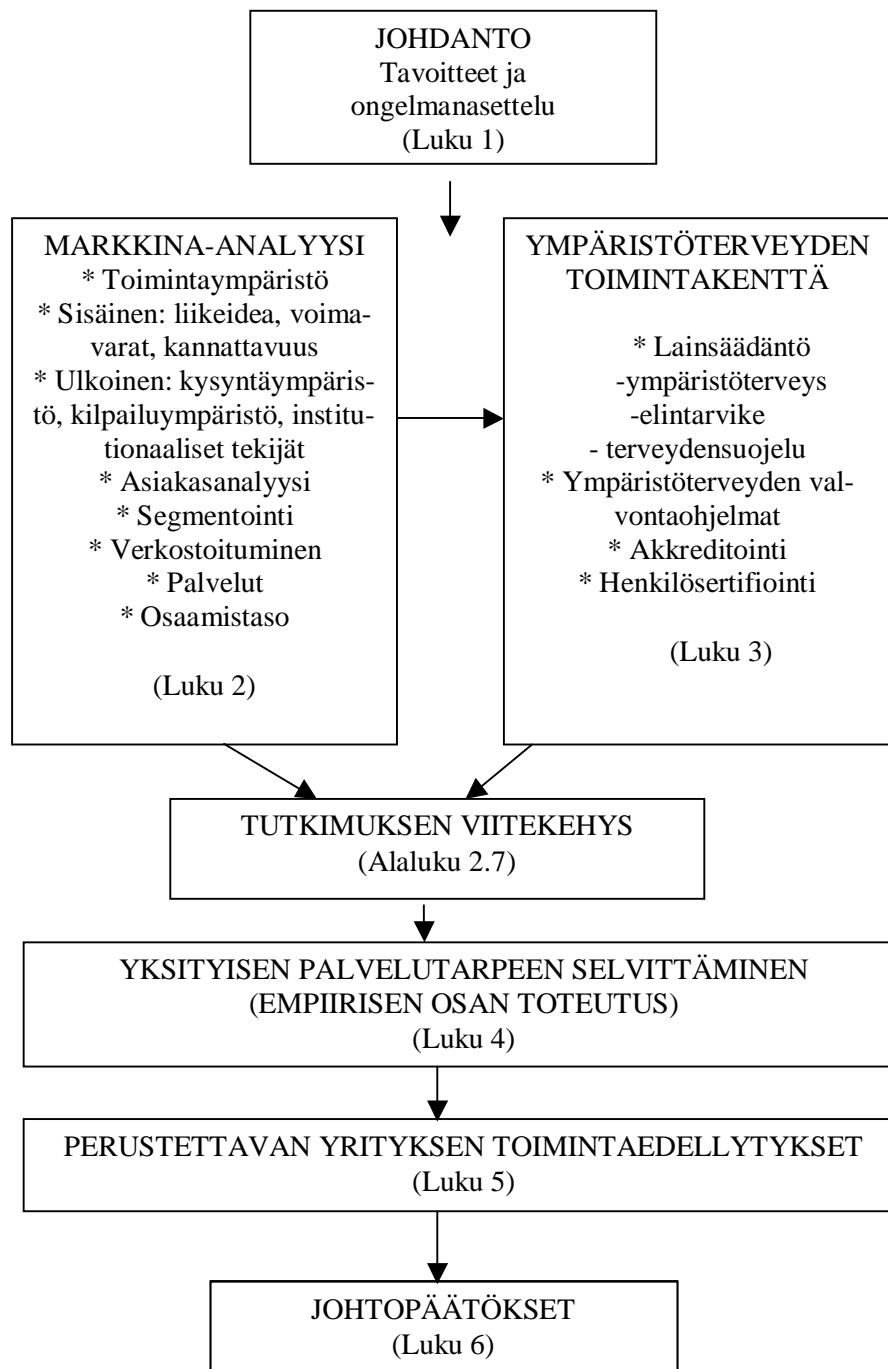 JOHDANTO
Tavoitteet ja
ongelmanasettelu
(Luku 1)
MARKKINA-ANALYYSI
* Toimintaympäristö
* Sisäinen: liikeidea, voima-
varat, kannattavuus
* Ulkoinen: kysyntäympäris-
tö, kilpailuympäristö, institu-
tionaaliset tekijät
* Asiakasanalyysi
* Segmentointi
* Verkostoituminen
* Palvelut
* Osaamistaso
(Luku 2)
YMPÄRISTÖTERVEYDEN
TOIMINTAKENTTÄ
* Lainsäädäntö
-ympäristöterveys
-elintarvike
- terveydensuojelu
* Ympäristöterveyden val-
vontaohjelmat
* Akkreditointi
* Henkilösertifiointi
(Luku 3)
TUTKIMUKSEN VIITEKEHYS
(Alaluku 2.7)
YKSITYISEN PALVELUTARPEEN SELVITTÄMINEN
(EMPIIRISEN OSAN TOTEUTUS)
(Luku 4)
PERUSTETTAVAN YRITYKSEN TOIMINTAEDELLYTYKSET
(Luku 5)
JOHTOPÄÄTÖKSET
(Luku 6)